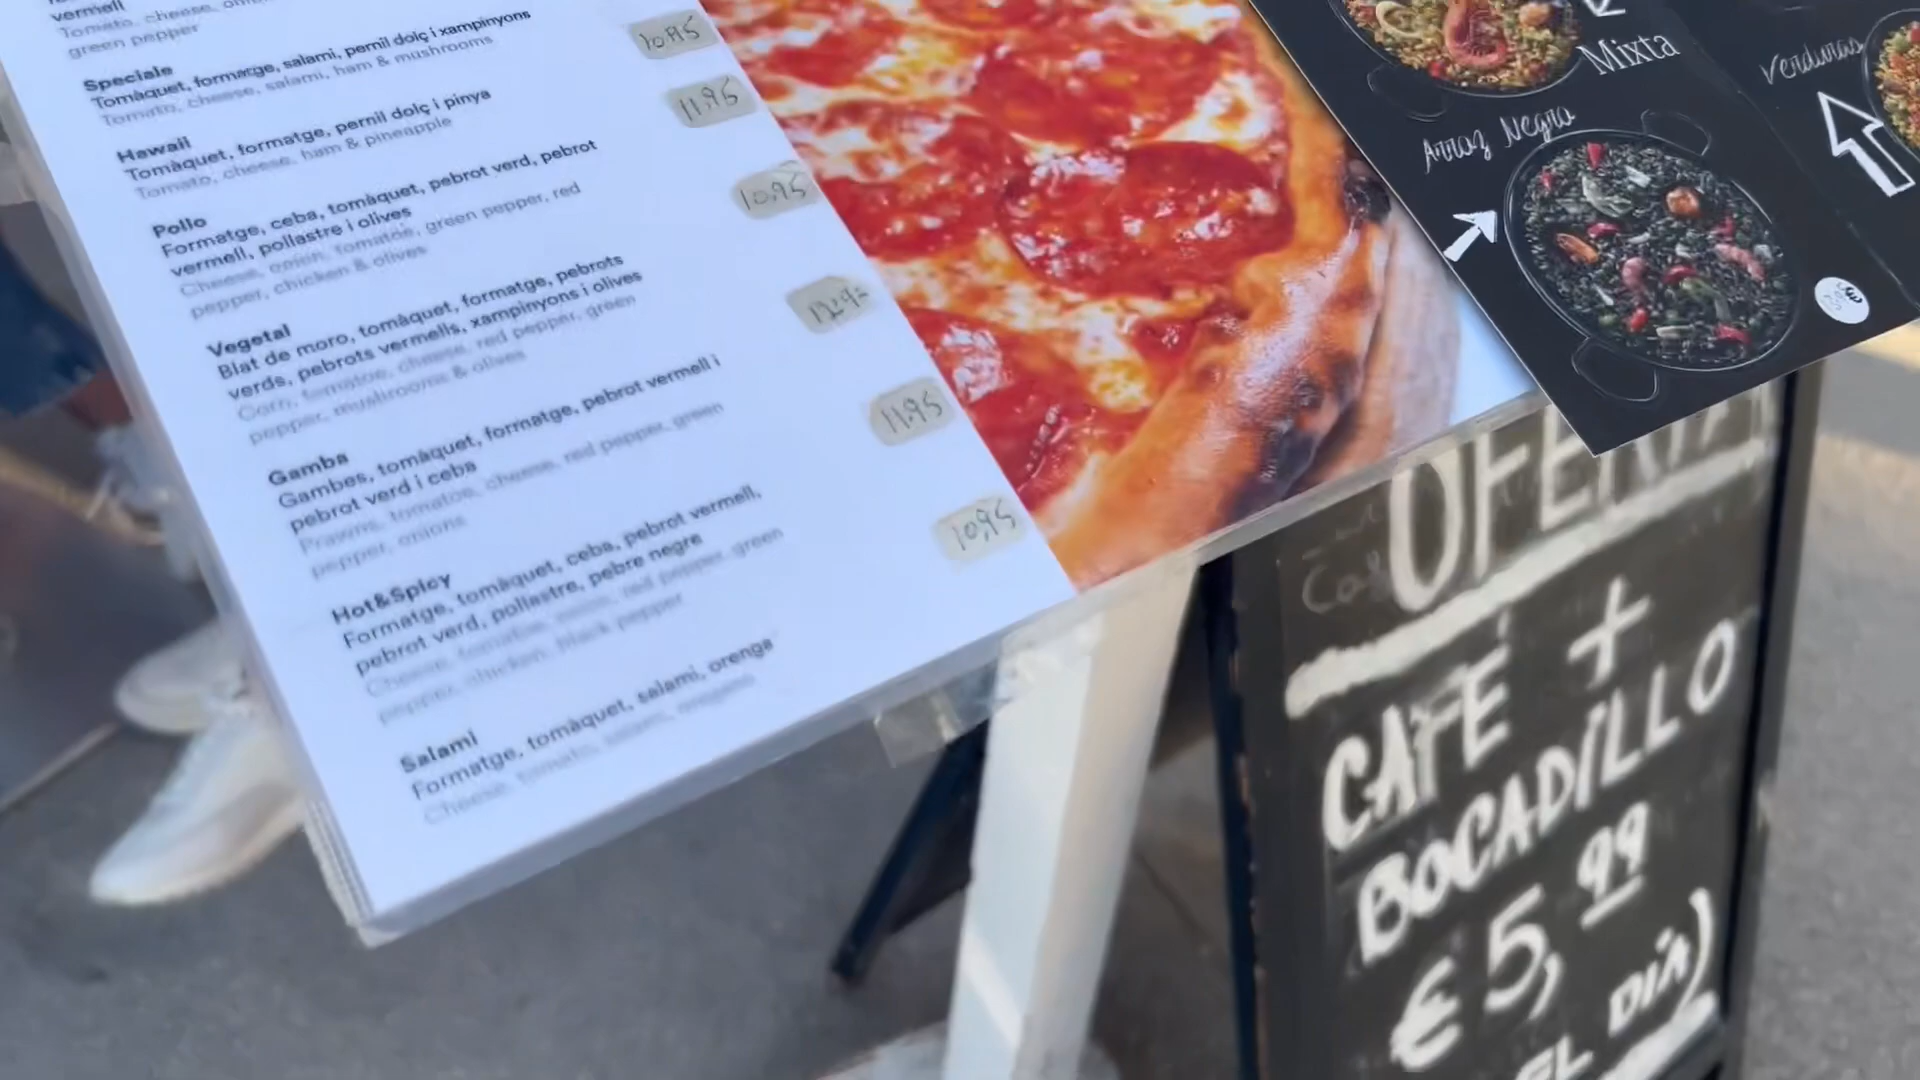 vermell
Tomato, cheese,
green pepper
Speciale
Tomàquet, formatge, salami, pernil dolç i xampinyons
Tomato, cheese, salami, ham & mushrooms
10,95
Hawaii
Tomàquet, formatge, pernil dolç i pinya
Tomato, cheese, ham & pineapple
11,95
Pollo
Formatge, ceba, tomàquet, pebrot verd, pebrot
vermell, pollastre i olives
Cheese, onion, tomatoe, green pepper, red
pepper, chicken & olives
10,95
Vegetal
Blat de moro, tomàquet, formatge, pebrots
verds, pebrots vermells, xampinyons i olives
Corn, tomatoe, cheese, red pepper, green
pepper, mushrooms & olives
Gamba
Gambes, tomàquet, formatge, pebrot vermell i
pebrot verd i ceba
Prawns, tomatoe, cheese, red pepper, green
pepper, onions
11,95
Hot&Spicy
Formatge, tomàquet, ceba, pebrot vermell,
pebrot verd, pollastre, pebre negre
Cheese, tomatoe, onion, red pepper, green
pepper, chicken, black pepper
10,95
Salami
Formatge, tomàquet, salami, orenga
Cheese, tomato, salami, oregano
Mixta
Verduras
Arroz Negro
OFERTA
CAFÉ +
BOCADILLO
€ 5,99
EL DÍA)